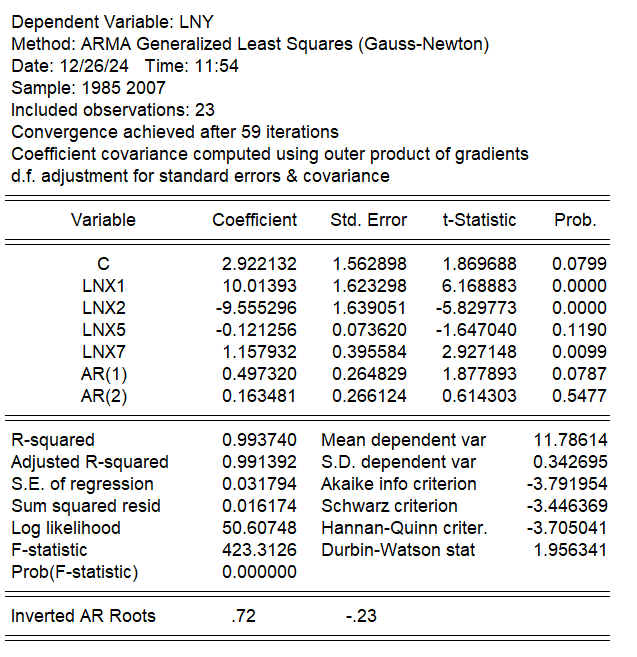 Dependent Variable: LNY
Method: ARMA Generalized Least Squares (Gauss-Newton)
Date: 12/26/24 Time: 11:54
Sample: 1985 2007
Included observations: 23
Convergence achieved after 59 iterations
Coefficient covariance computed using outer product of gradients
d.f. adjustment for standard errors & covariance
Variable Coefficient Std. Error t-Statistic Prob.
C 2.922132 1.562898 1.869688 0.0799
LNX1 10.01393 1.623298 6.168883 0.0000
LNX2 -9.555296 1.639051 -5.829773 0.0000
LNX5 -0.121256 0.073620 -1.647040 0.1190
LNX7 1.157932 0.395584 2.927148 0.0099
AR(1) 0.497320 0.264829 1.877893 0.0787
AR(2) 0.163481 0.266124 0.614303 0.5477
R-squared 0.993740 Mean dependent var 11.78614
Adjusted R-squared 0.991392 S.D. dependent var 0.342695
S.E. of regression 0.031794 Akaike info criterion -3.791954
Sum squared resid 0.016174 Schwarz criterion -3.446369
Log likelihood 50.60748 Hannan-Quinn criter. -3.705041
F-statistic 423.3126 Durbin-Watson stat 1.956341
Prob(F-statistic) 0.000000
Inverted AR Roots .72 -.23